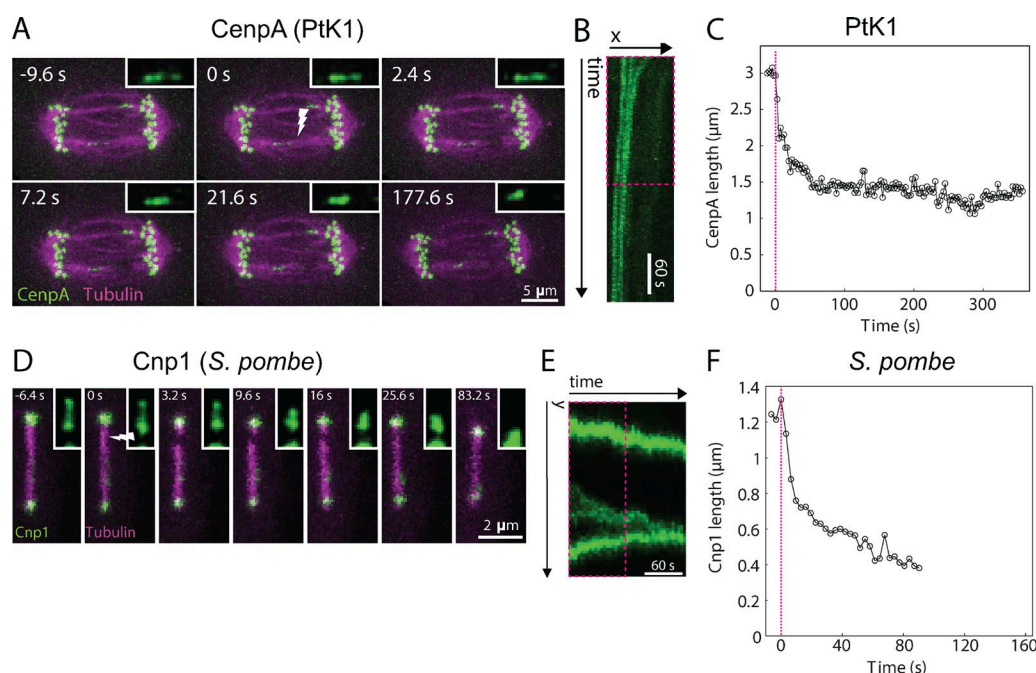 A
CenpA (PtK1)
-9.6 s
0 s
2.4 s
7.2 s
21.6 s
177.6 s
CenpA Tubulin
5 µm
B
x
time
60 s
C
PtK1
CenpA length (µm)
3.5
3
2.5
2
1.5
1
0.5
0
0
100
200
300
Time (s)
D
Cnp1 (S. pombe)
-6.4 s
0 s
3.2 s
9.6 s
16 s
25.6 s
83.2 s
Cnp1
Tubulin
2 µm
E
time
y
60 s
F
S. pombe
Cnp1 length (µm)
1.4
1.2
1
0.8
0.6
0.4
0.2
0
0
40
80
120
160
Time (s)